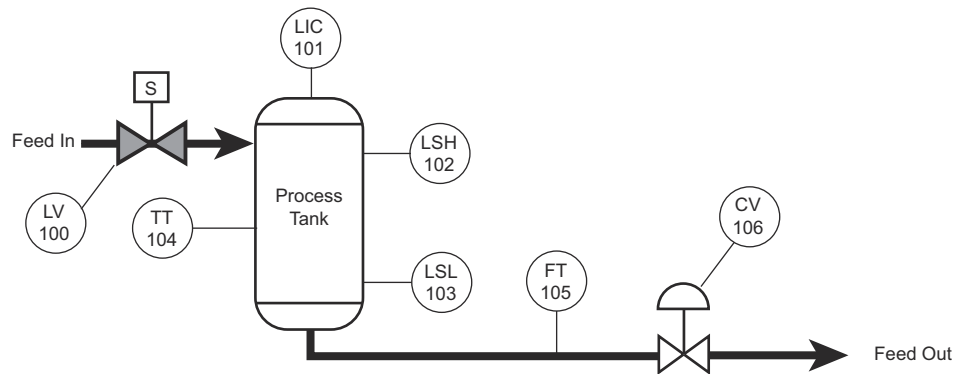 LIC
101
S
Feed In
LSH
102
LV
100
TT
104
Process
Tank
CV
106
LSL
103
FT
105
Feed Out